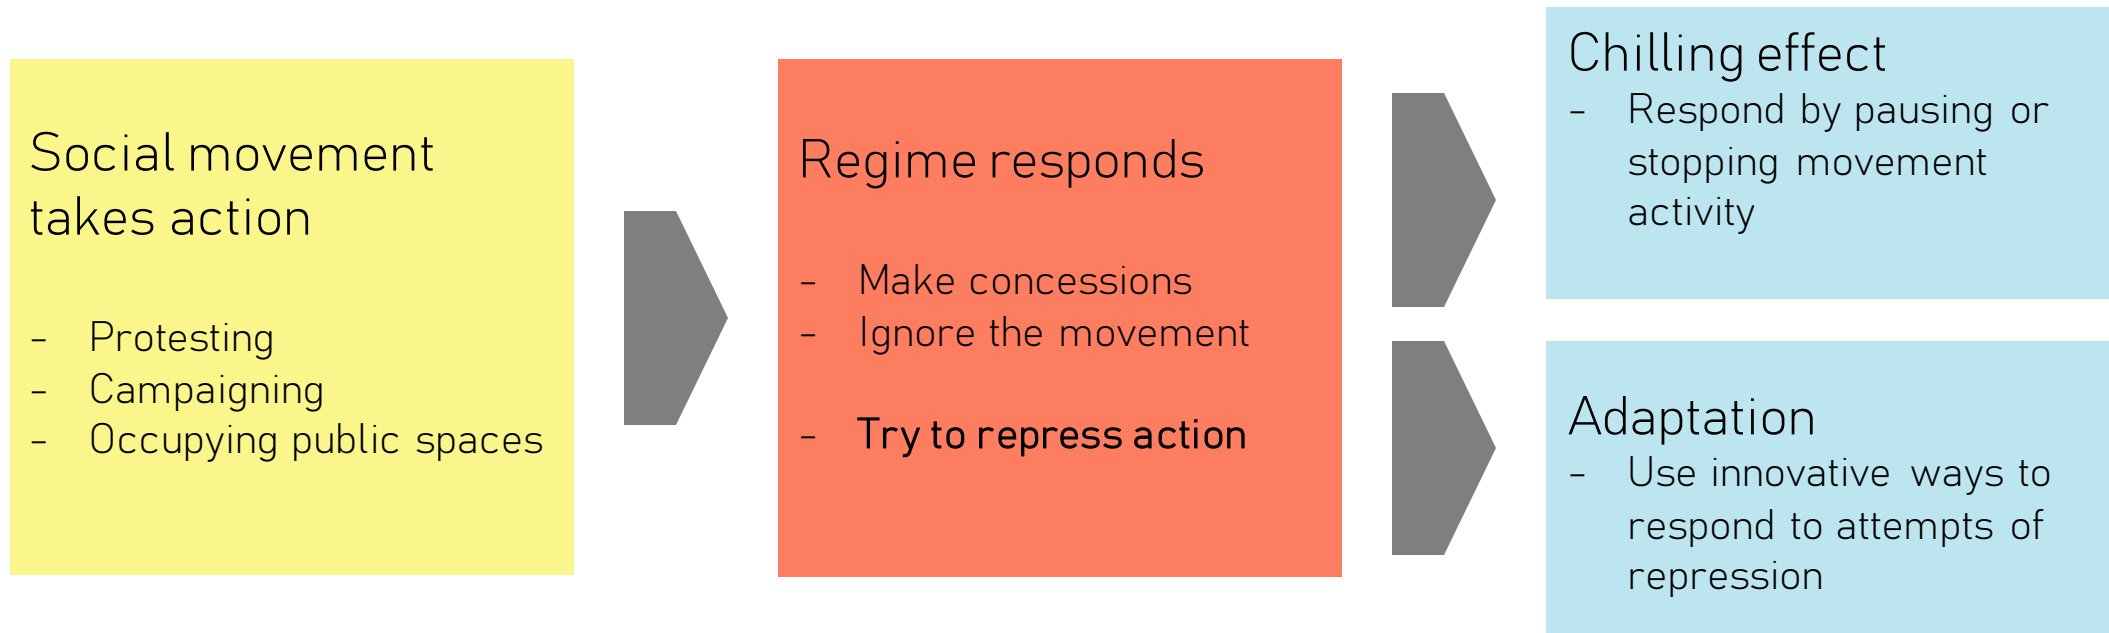 Social movement
takes action
- Protesting
- Campaigning
- Occupying public spaces
Regime responds
- Make concessions
- Ignore the movement
- Try to repress action
Chilling effect
- Respond by pausing or
stopping movement
activity
Adaptation
- Use innovative ways to
respond to attempts of
repression